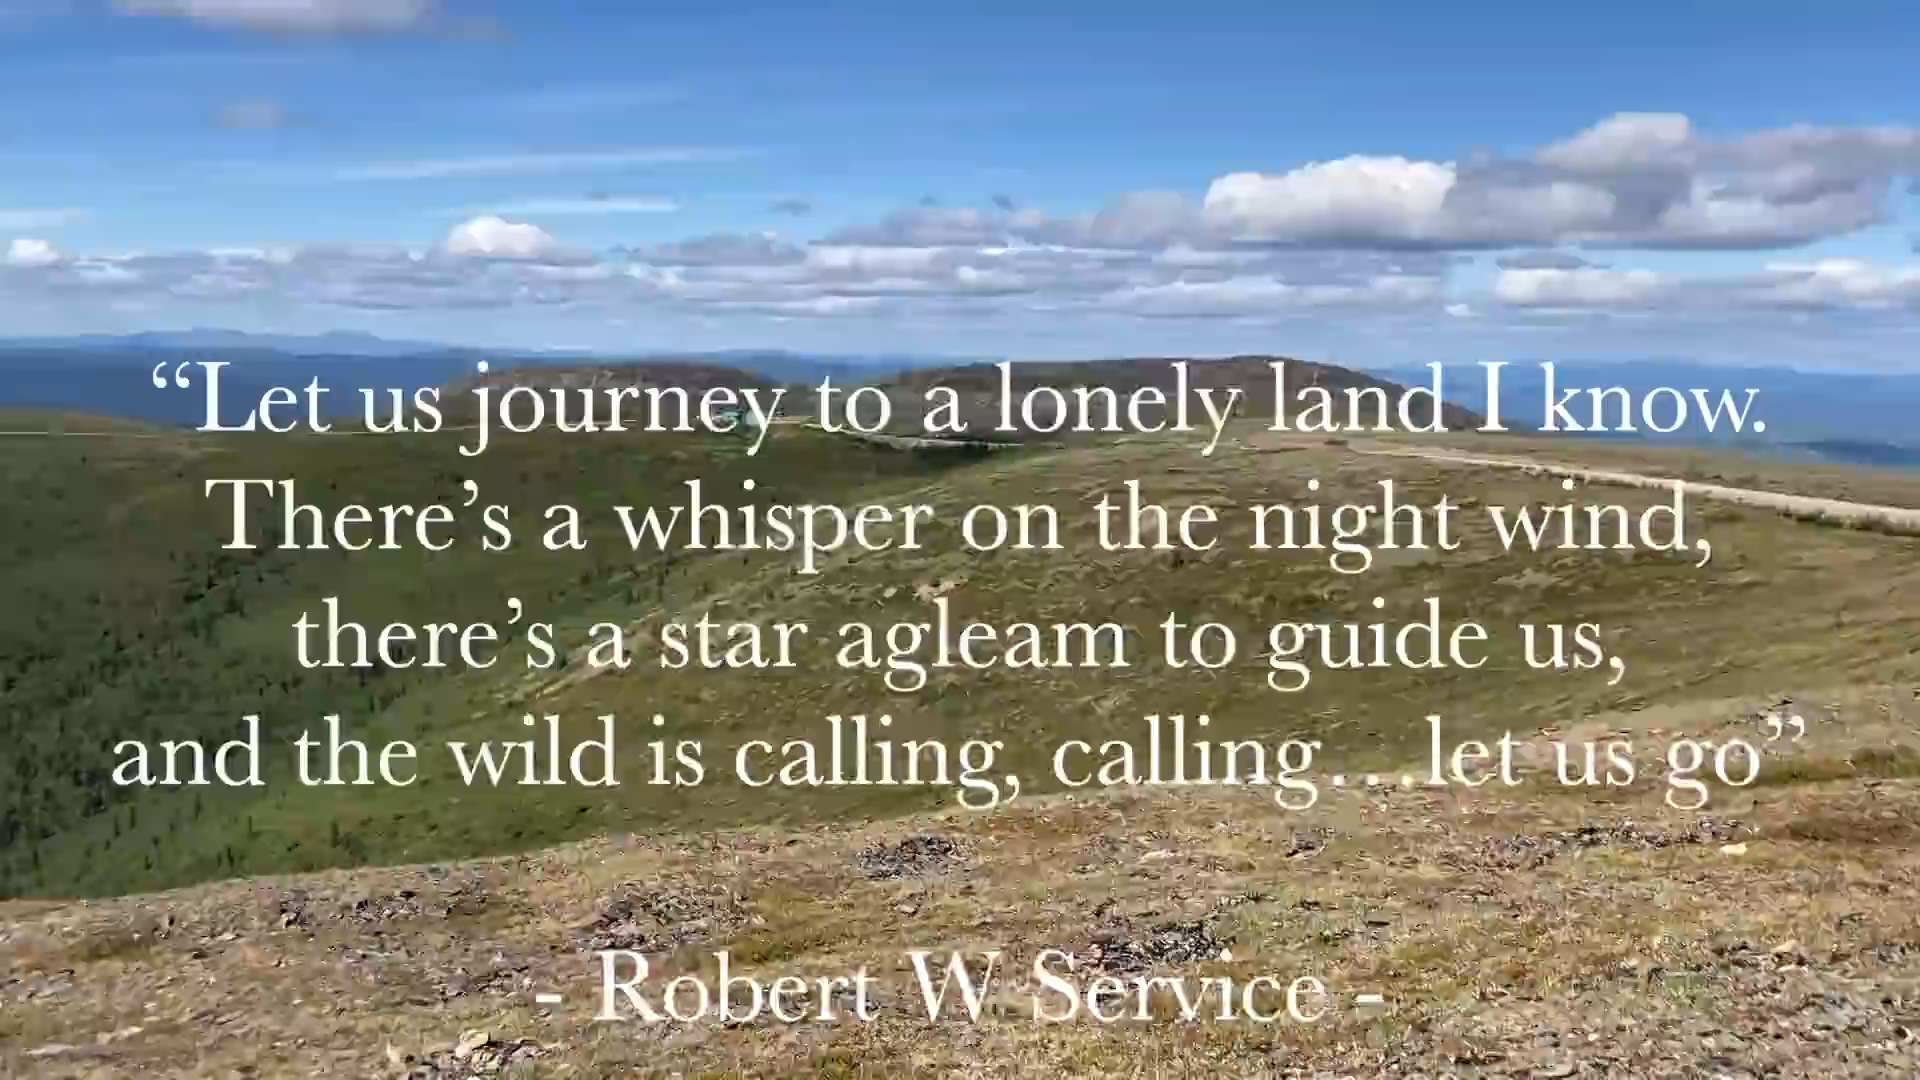 “Let us journey to a lonely land I know.
There’s a whisper on the night wind,
there’s a star agleam to guide us,
and the wild is calling, calling…let us go”
- Robert W Service -